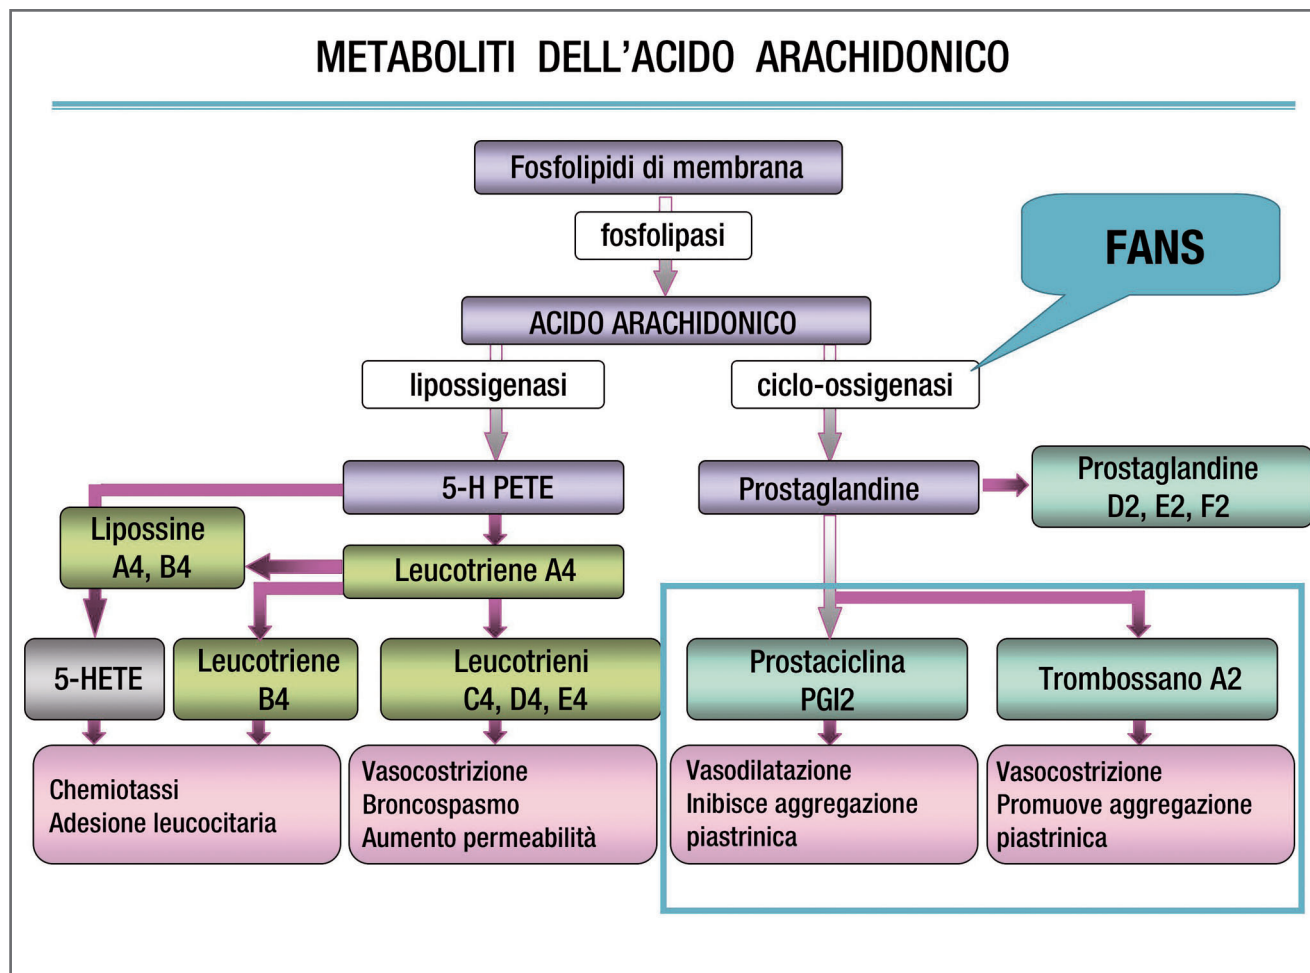 METABOLITI DELL'ACIDO ARACHIDONICO
Fosfolipidi di membrana
fosfolipasi
FANS
ACIDO ARACHIDONICO
lipossigenasi
ciclo-ossigenasi
5-H PETE
Prostaglandine
Prostaglandine
D2, E2, F2
Lipossine
A4, B4
Leucotriene A4
5-HETE
Leucotriene
B4
Leucotrieni
C4, D4, E4
Prostaciclina
PGI2
Trombossano A2
Chemiotassi
Adesione leucocitaria
Vasocostrizione
Broncospasmo
Aumento permeabilità
Vasodilatazione
Inibisce aggregazione
piastrinica
Vasocostrizione
Promuove aggregazione
piastrinica